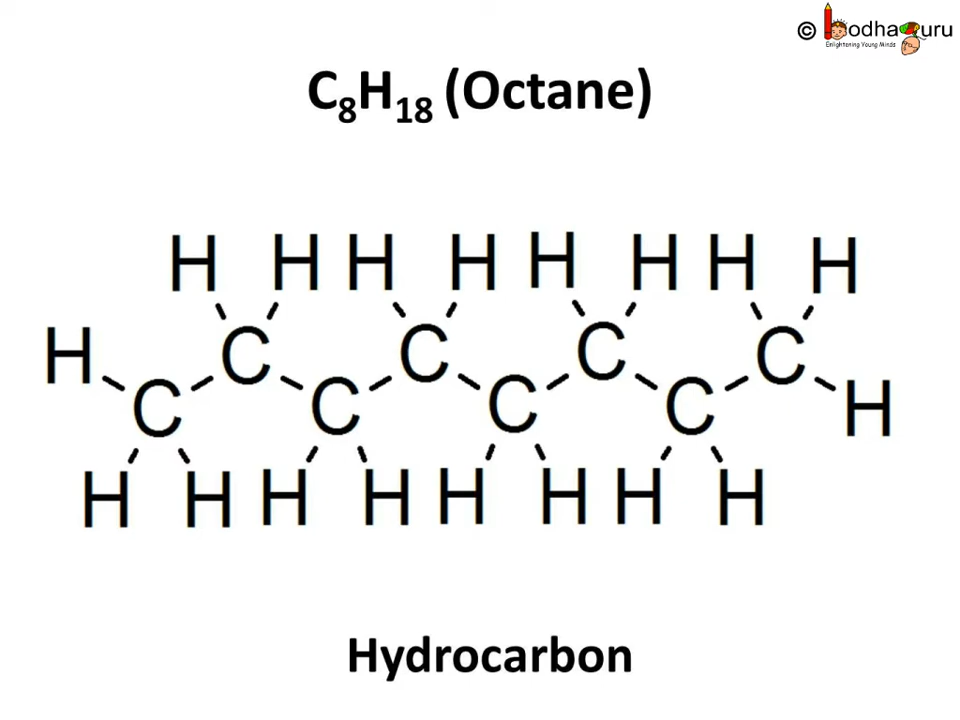 © BodhaGuru
Enlightening Young Minds
C₈H₁₈ (Octane)
H H H H H H H H
H C C C C
C C C C H
H H H H H H H H
Hydrocarbon